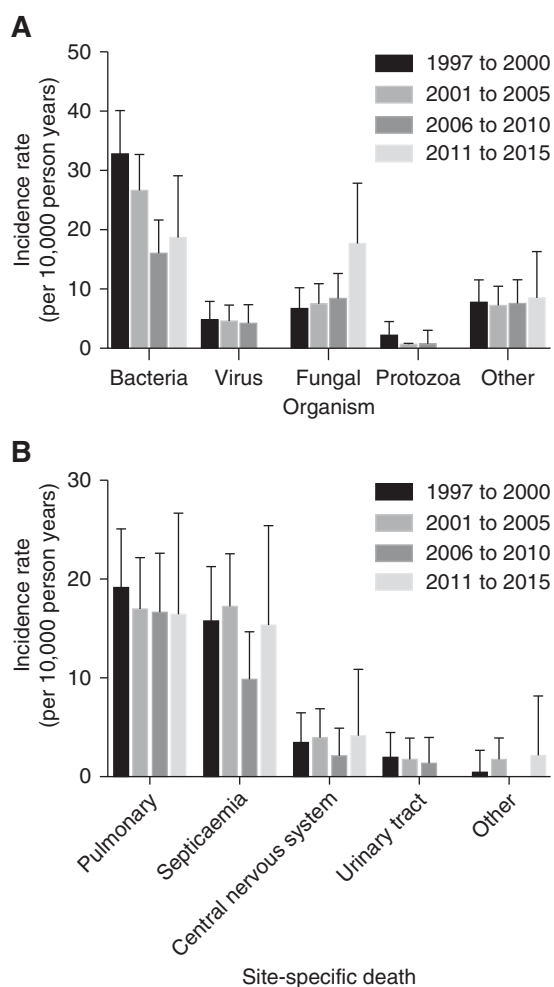 A
Incidence rate
(per 10,000 person years)
50
40
30
20
10
0
1997 to 2000
2001 to 2005
2006 to 2010
2011 to 2015
Bacteria Virus Fungal Protozoa Other
Organism
B
Incidence rate
(per 10,000 person years)
30
20
10
0
1997 to 2000
2001 to 2005
2006 to 2010
2011 to 2015
Pulmonary
Septicaemia
Central nervous system
Urinary tract
Other
Site-specific death